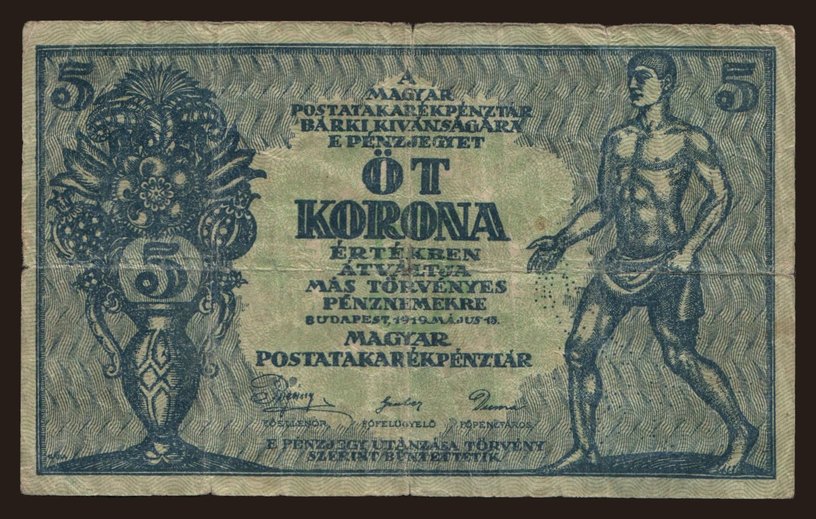 5
5
A
MAGYAR
POSTATAKARÉKPÉNZTÁR
BÁRKI KIVÁNSÁGÁRA
E PÉNZJEGYET
ÖT
KORONA
ÉRTÉKBEN
ÁTVÁLTJA
MÁS TÖRVÉNYES
PÉNZNEMEKRE
BUDAPEST, 1919.MÁJUS·15.
MAGYAR
POSTATAKARÉKPÉNZTÁR
5
FŐELLENŐR. FŐFELÜGYELŐ FŐPÉNZTÁROS.
E PÉNZJEGY UTÁNZÁSA TÖRVÉNY
SZERINT BÜNTETTETIK